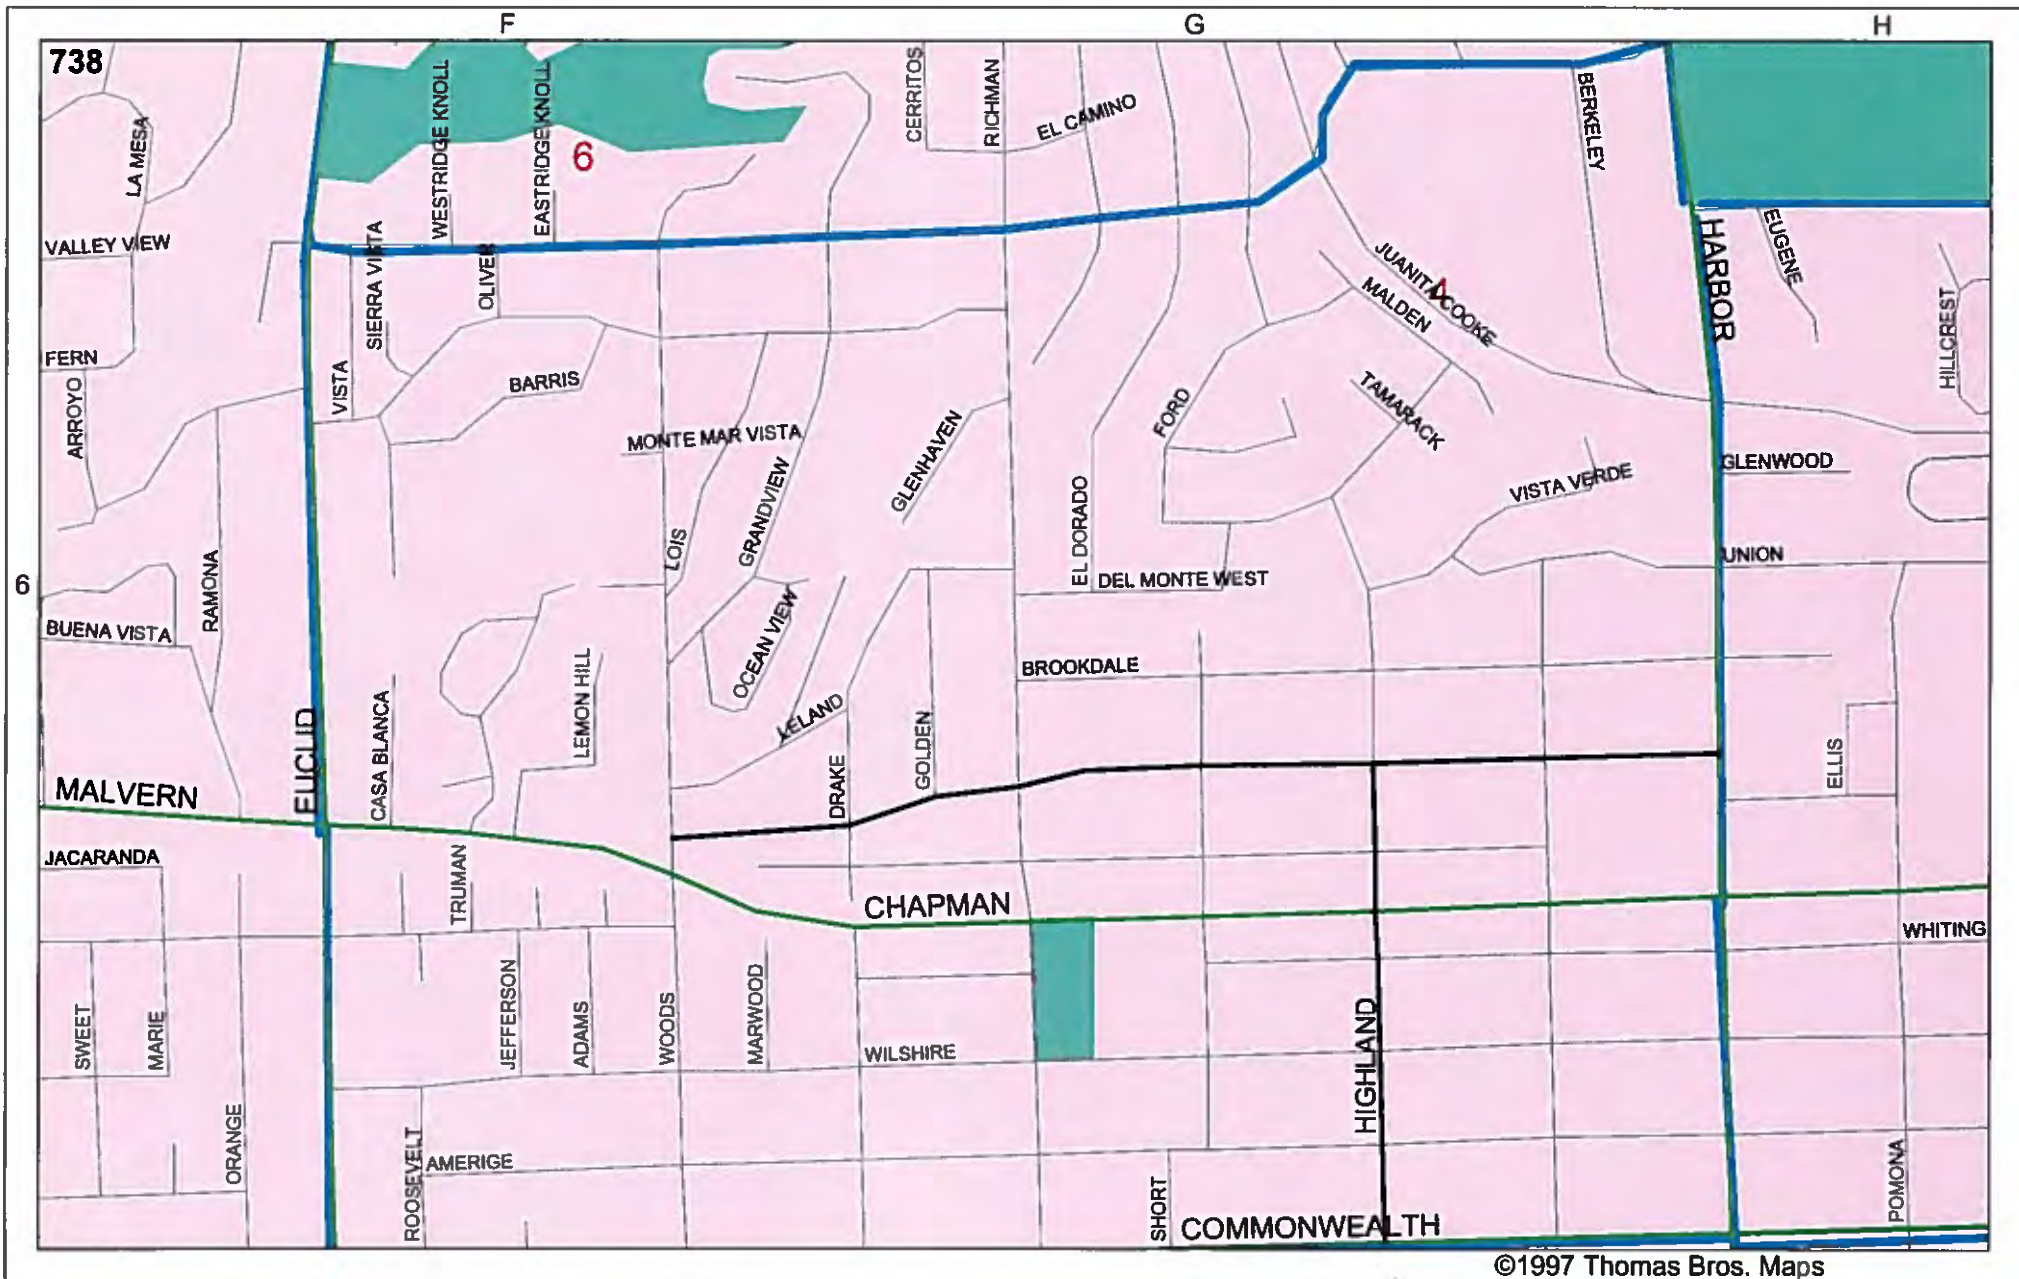 F
G
H
738
LA MESA
WESTRIDGE KNOLL
EASTRIDGE KNOLL
6
CERRITOS
RICHMAN
EL CAMINO
BERKELEY
VALLEY VIEW
SIERRA VISTA
OLIVER
JUANITA COOKE
4
MALDEN
HARBOR
EUGENE
HILLCREST
FERN
ARROYO
VISTA
BARRIS
MONTE MAR VISTA
GRANDVIEW
GLENHAVEN
FORD
TAMARACK
GLENWOOD
VISTA VERDE
LOIS
EL DORADO
UNION
6
RAMONA
DEL MONTE WEST
BUENA VISTA
OCEAN VIEW
BROOKDALE
LEMON HILL
LELAND
EUCLID
CASA BLANCA
DRAKE
GOLDEN
ELLIS
MALVERN
JACARANDA
TRUMAN
CHAPMAN
WHITING
SWEET
MARIE
JEFFERSON
ADAMS
WOODS
MARWOOD
WILSHIRE
HIGHLAND
ORANGE
ROOSEVELT
AMERIGE
SHORT
COMMONWEALTH
POMONA
©1997 Thomas Bros. Maps